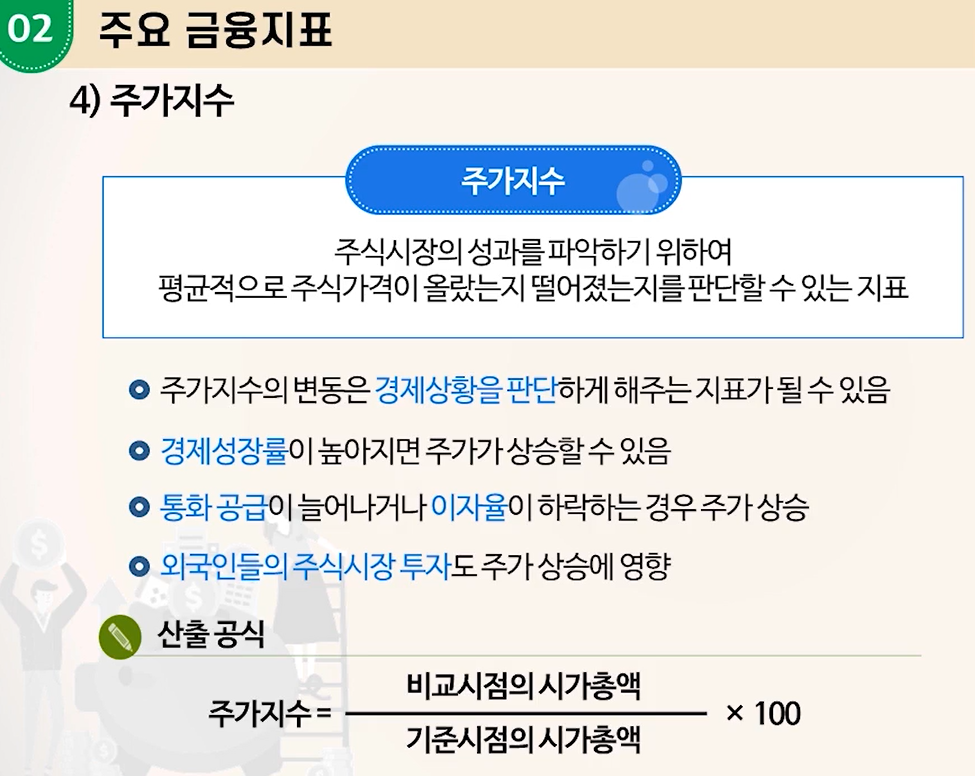 02 주요 금융지표
4) 주가지수
주가지수
주식시장의 성과를 파악하기 위하여
평균적으로 주식가격이 올랐는지 떨어졌는지를 판단할 수 있는 지표
주가지수의 변동은 경제상황을 판단하게 해주는 지표가 될 수 있음
경제성장률이 높아지면 주가가 상승할 수 있음
통화 공급이 늘어나거나 이자율이 하락하는 경우 주가 상승
외국인들의 주식시장 투자도 주가 상승에 영향
산출 공식
비교시점의 시가총액
주가지수 = × 100
기준시점의 시가총액